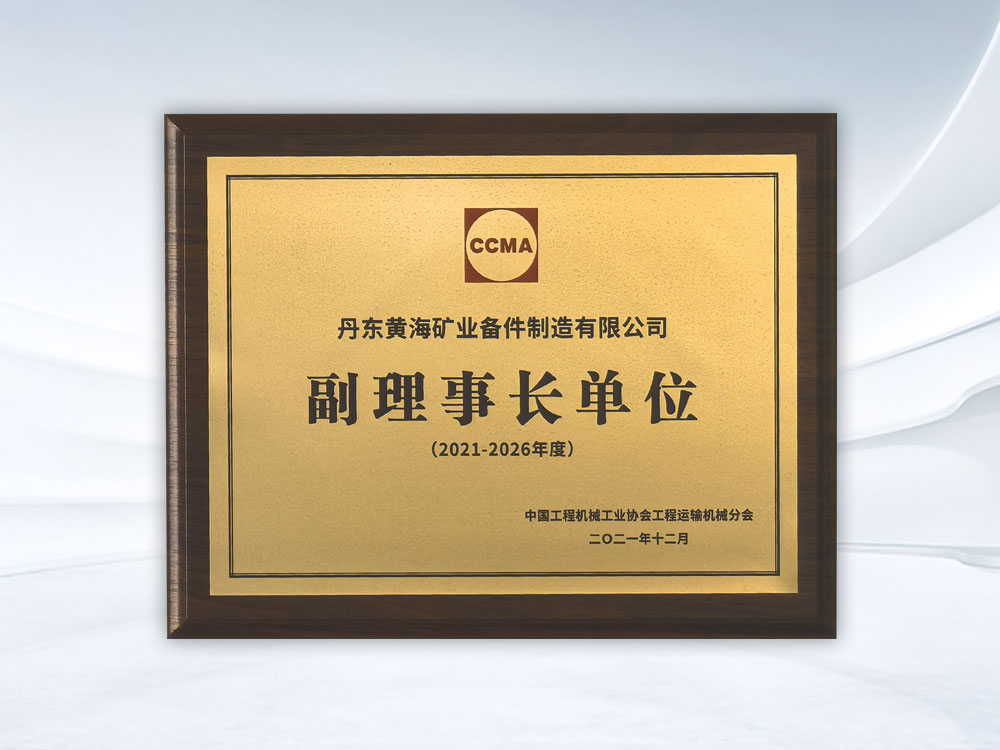 CCMA
丹东黄海矿业备件制造有限公司
副理事长单位
（2021-2026年度）
中国工程机械工业协会工程运输机械分会
二〇二一年十二月